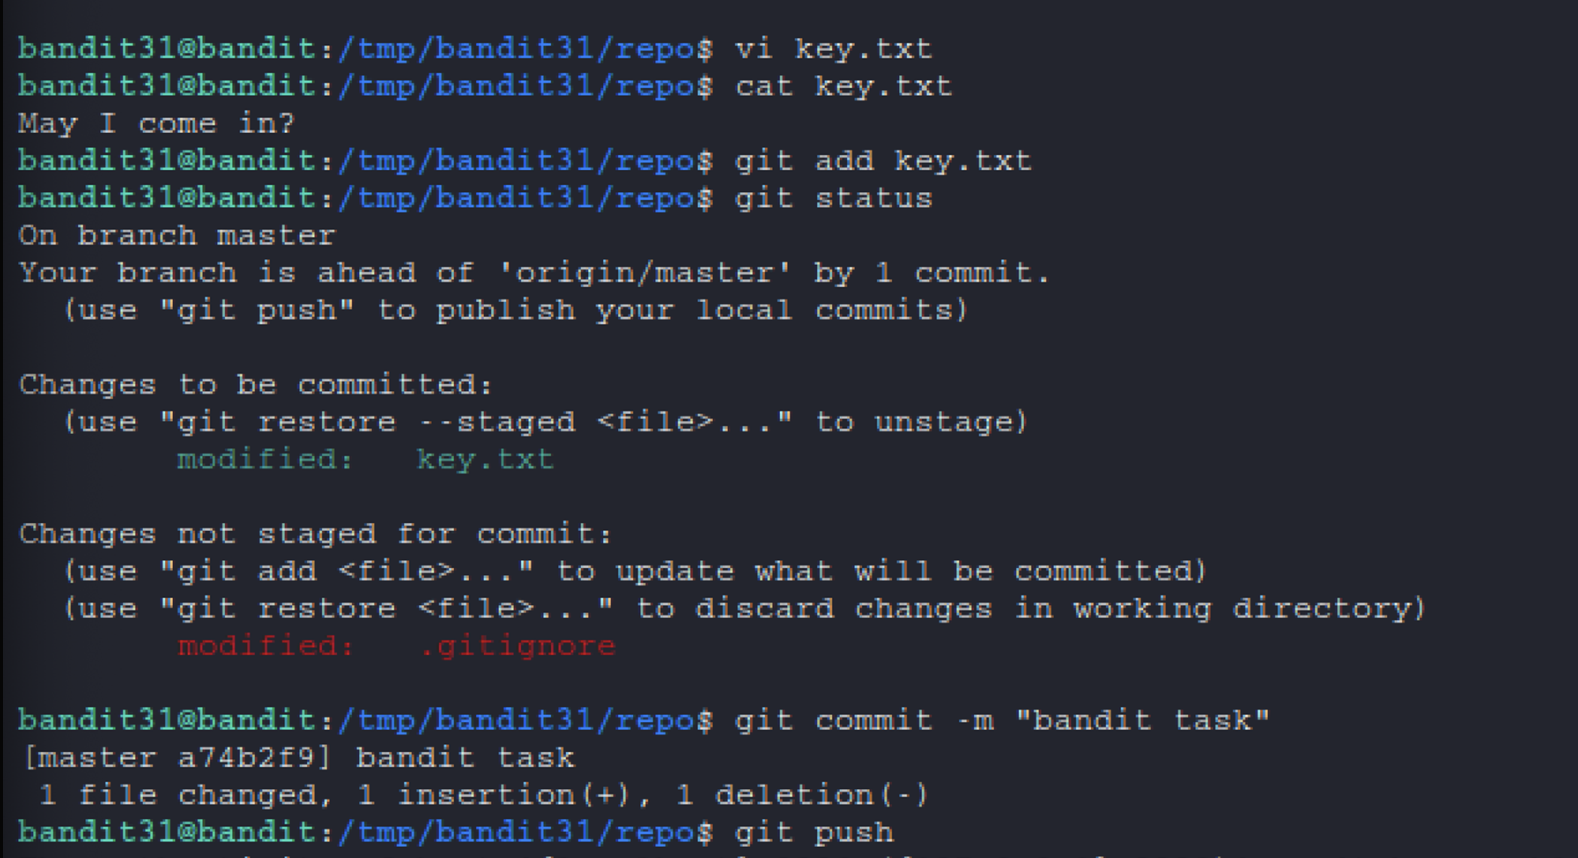 bandit31@bandit:/tmp/bandit31/repo$ vi key.txt
bandit31@bandit:/tmp/bandit31/repo$ cat key.txt
May I come in?
bandit31@bandit:/tmp/bandit31/repo$ git add key.txt
bandit31@bandit:/tmp/bandit31/repo$ git status
On branch master
Your branch is ahead of 'origin/master' by 1 commit.
  (use "git push" to publish your local commits)

Changes to be committed:
  (use "git restore --staged <file>..." to unstage)
        modified:   key.txt

Changes not staged for commit:
  (use "git add <file>..." to update what will be committed)
  (use "git restore <file>..." to discard changes in working directory)
        modified:   .gitignore

bandit31@bandit:/tmp/bandit31/repo$ git commit -m "bandit task"
[master a74b2f9] bandit task
 1 file changed, 1 insertion(+), 1 deletion(-)
bandit31@bandit:/tmp/bandit31/repo$ git push